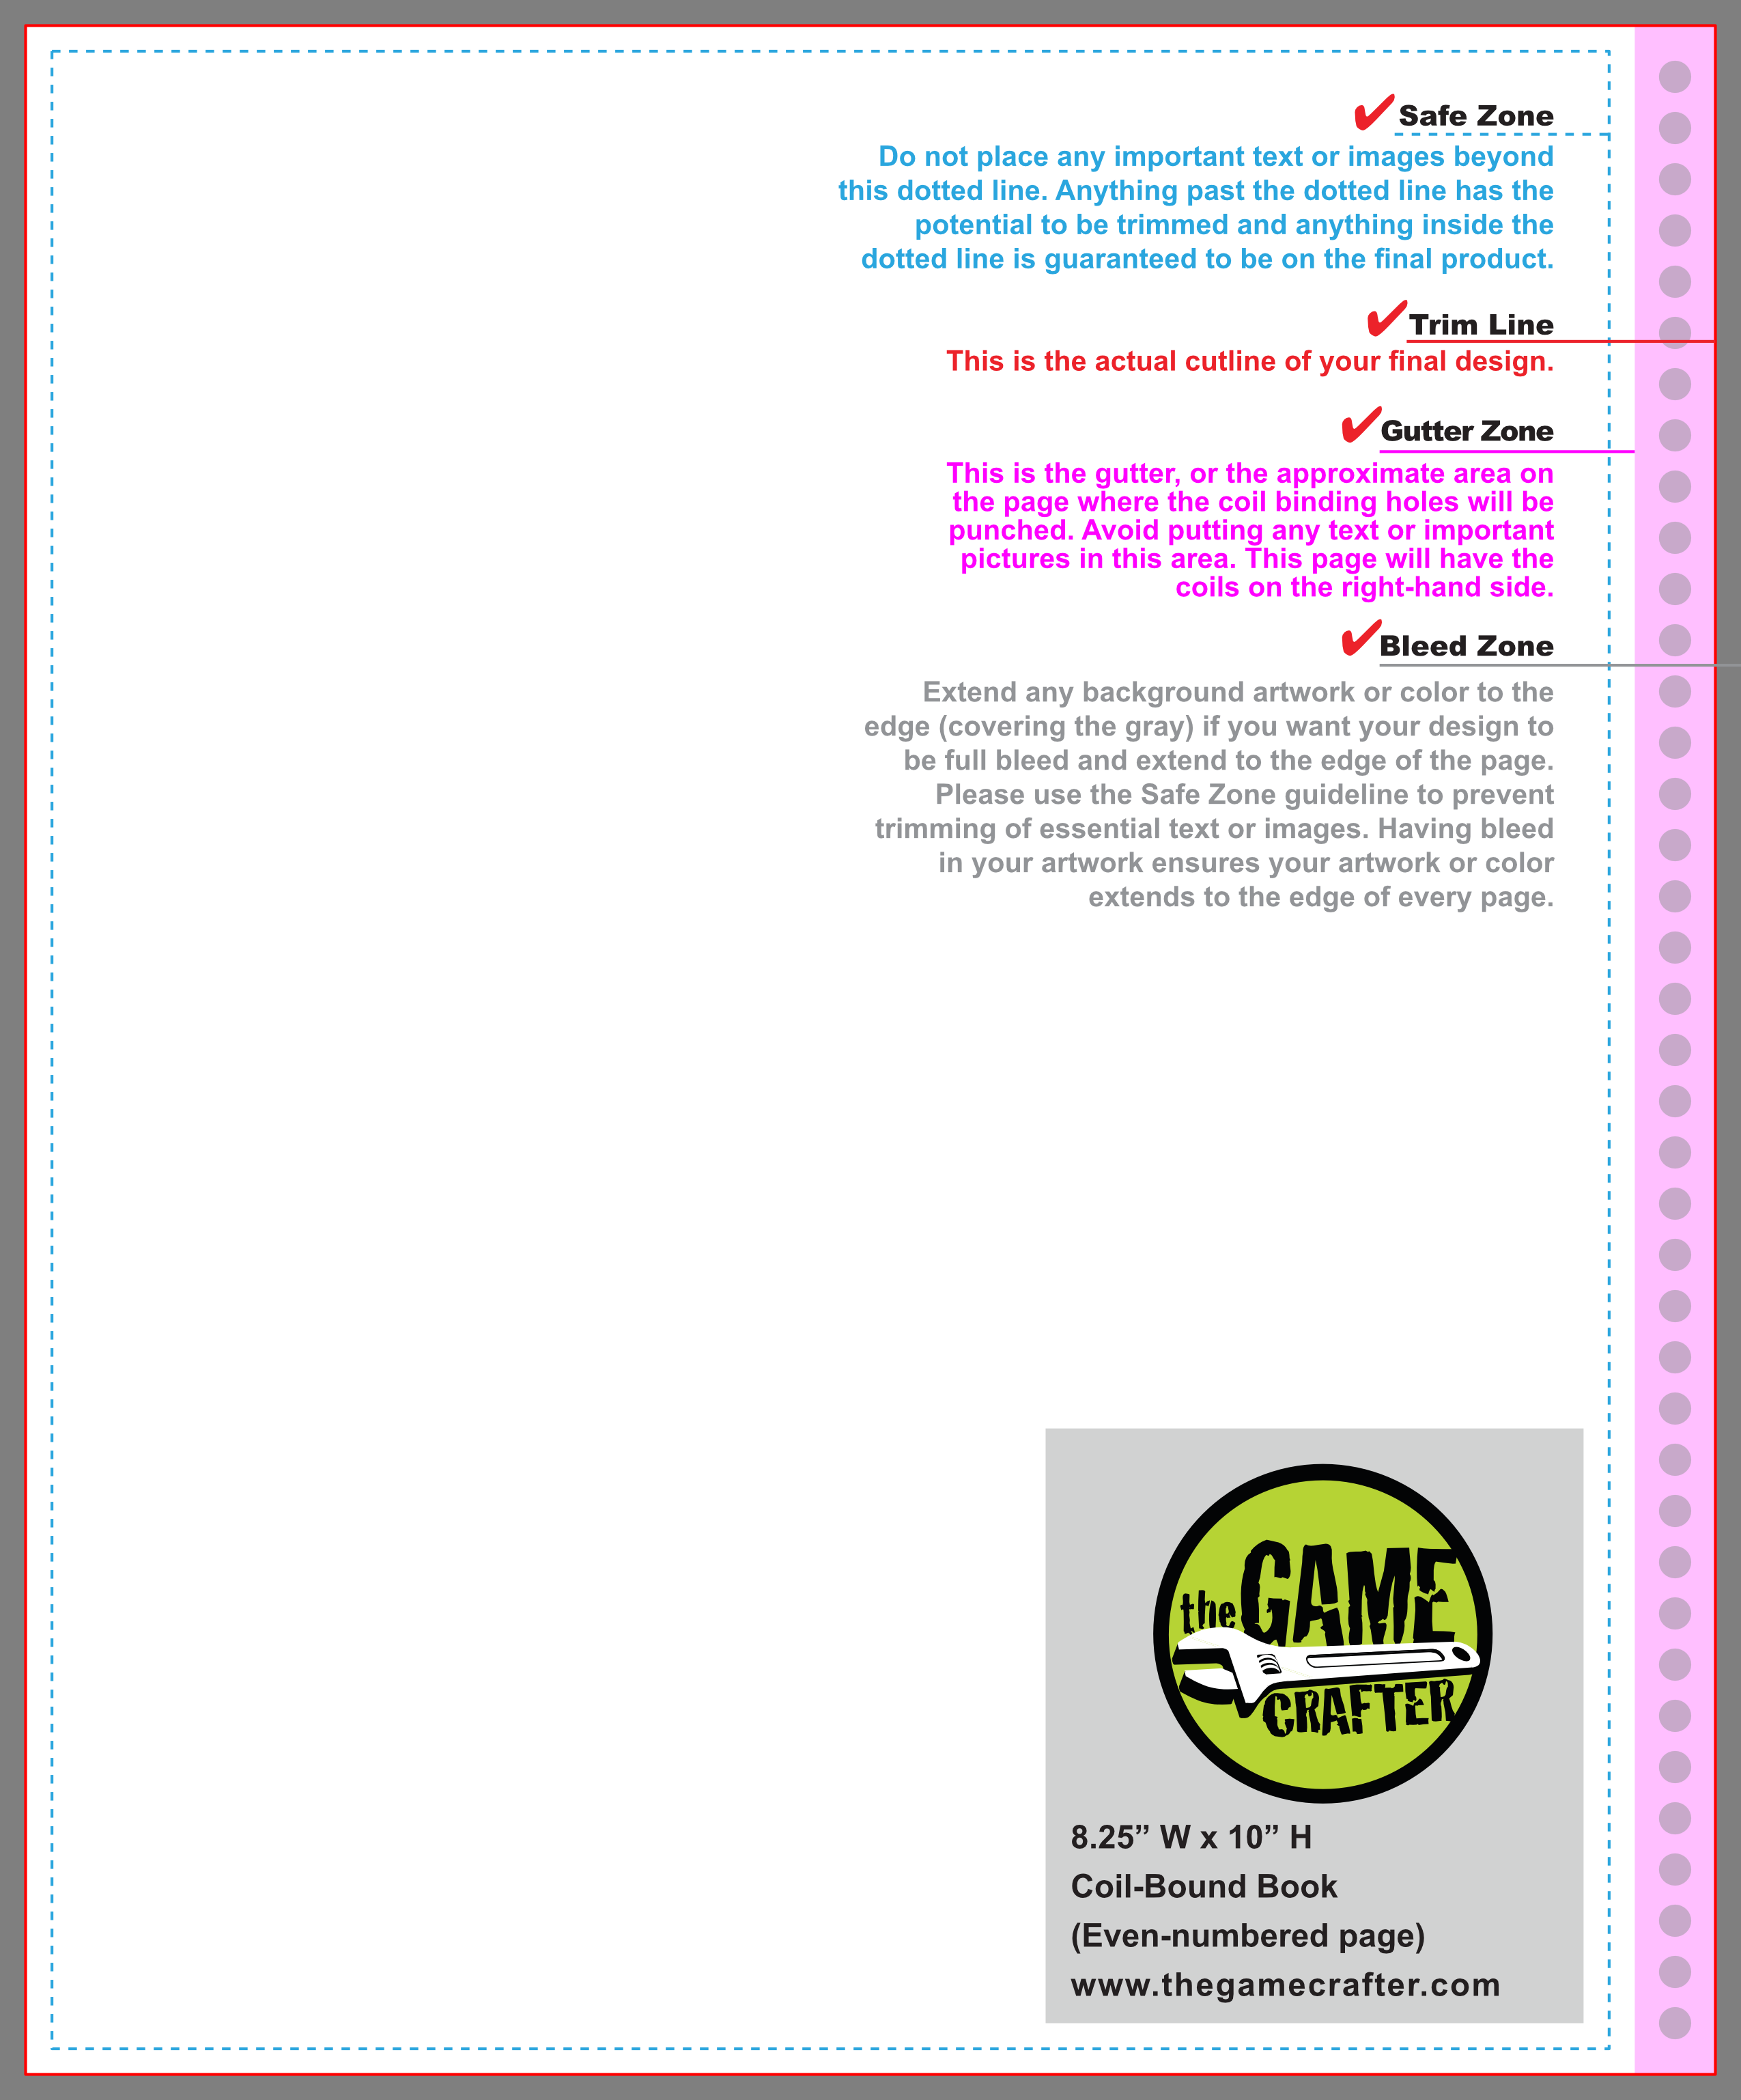 Safe Zone
Do not place any important text or images beyond
this dotted line. Anything past the dotted line has the
potential to be trimmed and anything inside the
dotted line is guaranteed to be on the final product.
Trim Line
This is the actual cutline of your final design.
Gutter Zone
This is the gutter, or the approximate area on
the page where the coil binding holes will be
punched. Avoid putting any text or important
pictures in this area. This page will have the
coils on the right-hand side.
Bleed Zone
Extend any background artwork or color to the
edge (covering the gray) if you want your design to
be full bleed and extend to the edge of the page.
Please use the Safe Zone guideline to prevent
trimming of essential text or images. Having bleed
in your artwork ensures your artwork or color
extends to the edge of every page.
the GAME
CRAFTER
8.25” W x 10” H
Coil-Bound Book
(Even-numbered page)
www.thegamecrafter.com